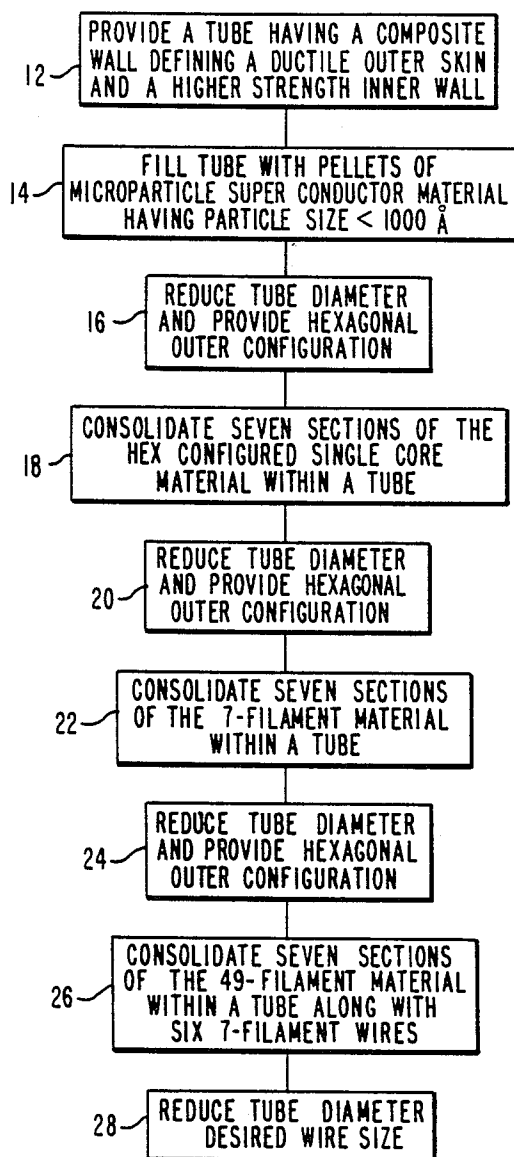 PROVIDE A TUBE HAVING A COMPOSITE
WALL DEFINING A DUCTILE OUTER SKIN
AND A HIGHER STRENGTH INNER WALL
12
FILL TUBE WITH PELLETS OF
MICROPARTICLE SUPER CONDUCTOR MATERIAL
HAVING PARTICLE SIZE < 1000 Å
14
REDUCE TUBE DIAMETER
AND PROVIDE HEXAGONAL
OUTER CONFIGURATION
16
CONSOLIDATE SEVEN SECTIONS OF THE
HEX CONFIGURED SINGLE CORE
MATERIAL WITHIN A TUBE
18
REDUCE TUBE DIAMETER
AND PROVIDE HEXAGONAL
OUTER CONFIGURATION
20
CONSOLIDATE SEVEN SECTIONS
OF THE 7-FILAMENT MATERIAL
WITHIN A TUBE
22
REDUCE TUBE DIAMETER
AND PROVIDE HEXAGONAL
OUTER CONFIGURATION
24
CONSOLIDATE SEVEN SECTIONS
OF THE 49-FILAMENT MATERIAL
WITHIN A TUBE ALONG WITH
SIX 7-FILAMENT WIRES
26
REDUCE TUBE DIAMETER
DESIRED WIRE SIZE
28